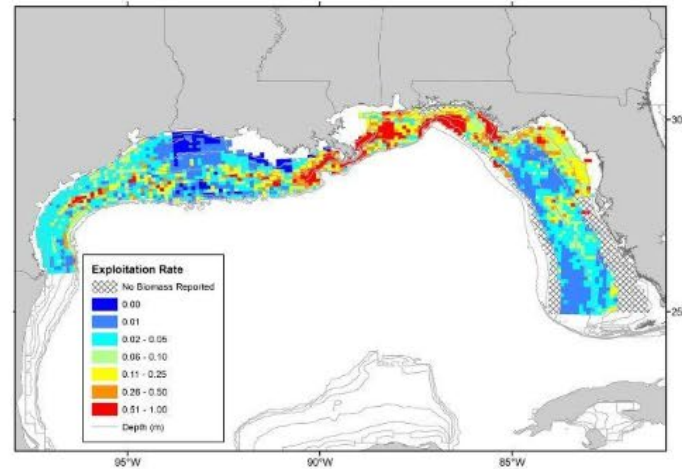 30
25
Exploitation Rate
No Biomass Reported
0.00
0.01
0.02 - 0.05
0.06 - 0.10
0.11 - 0.25
0.26 - 0.50
0.51 - 1.00
Depth (m)
95°W
90°W
85°W